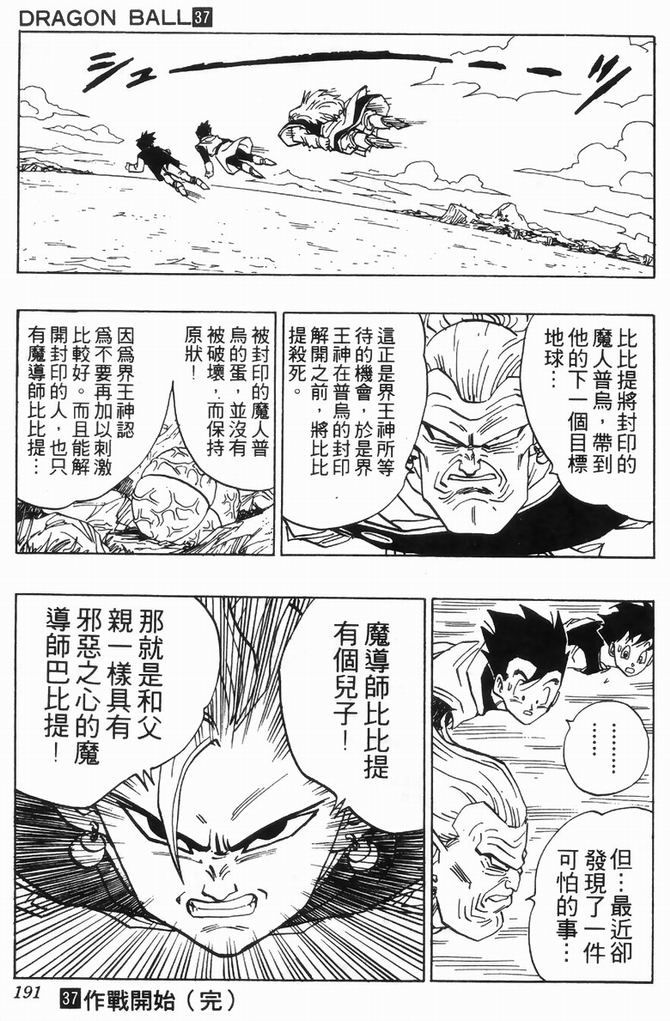 DRAGON BALL 37
シュー
比比提將封印的
魔人普烏，帶到
他的下一個目標
地球…
這正是界王神所等
待的機會，於是界
王神在普烏的封印
解開之前，將比比
提殺死。
被封印的魔人普
烏的蛋，並沒有
被破壞，而保持
原狀！
因爲界王神認
爲不要再加以刺激
比較好。而且能解
開封印的人，也只
有魔導師比比提…
………
………
但…最近卻
發現了一件
可怕的事…
魔導師比比提
有個兒子！
那就是和父
親一樣具有
邪惡之心的魔
導師巴比提！
191
37 作戰開始（完）